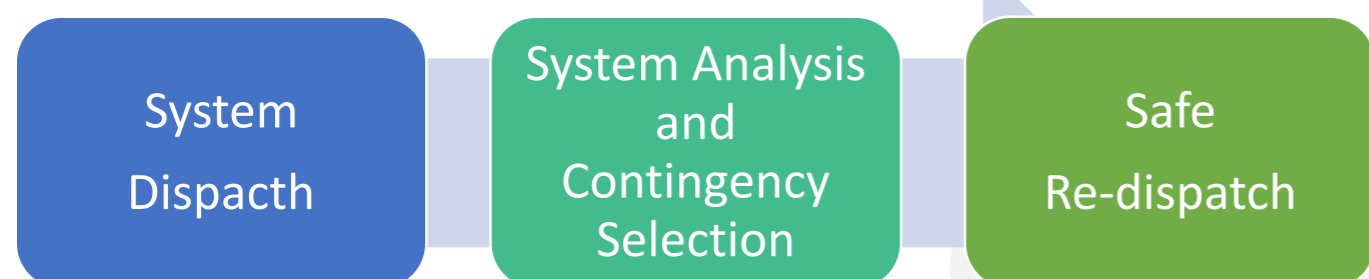 System
Dispacth
System Analysis
and
Contingency
Selection
Safe
Re-dispatch